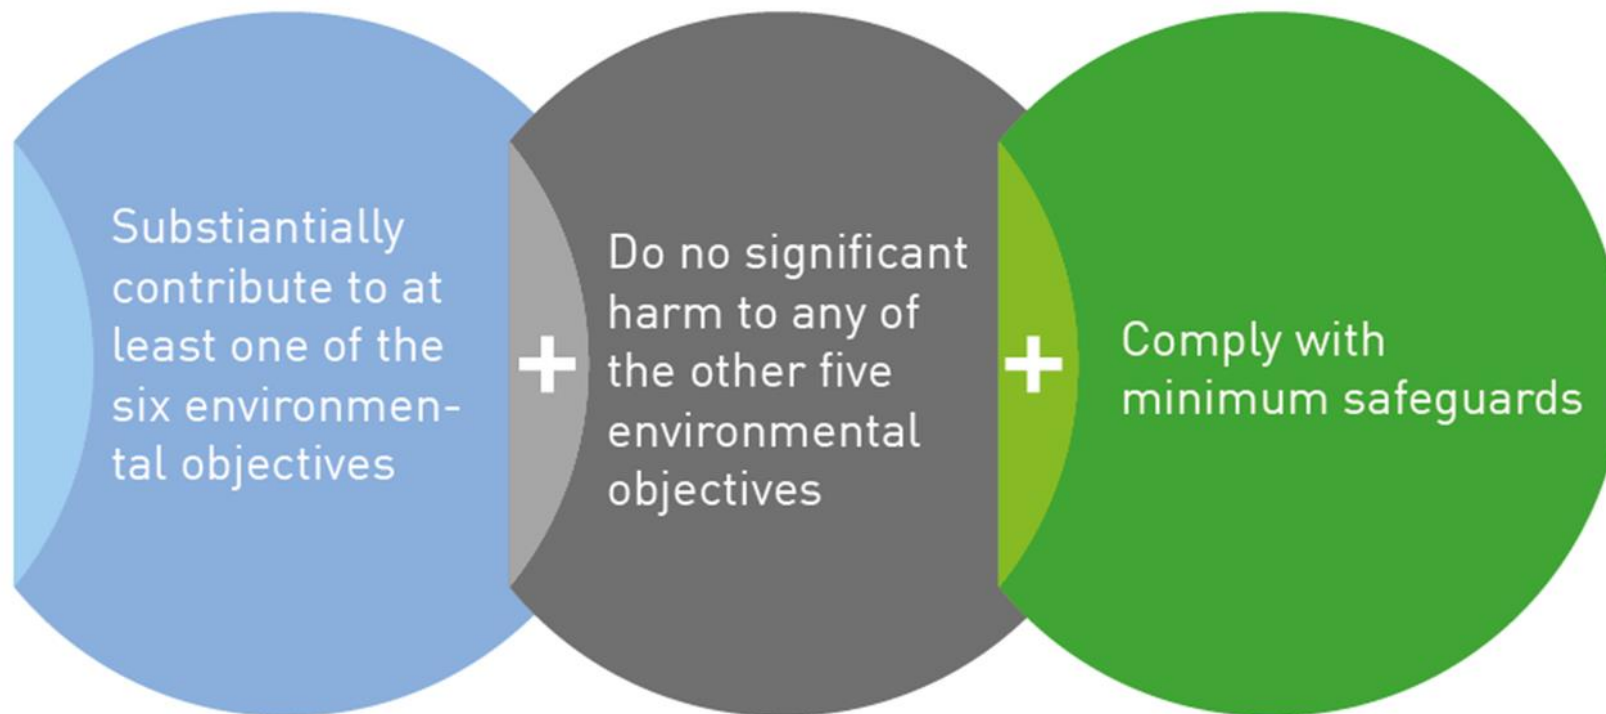 Substiantially
contribute to at
least one of the
six environmen-
tal objectives
+
Do no significant
harm to any of
the other five
environmental
objectives
+
Comply with
minimum safeguards